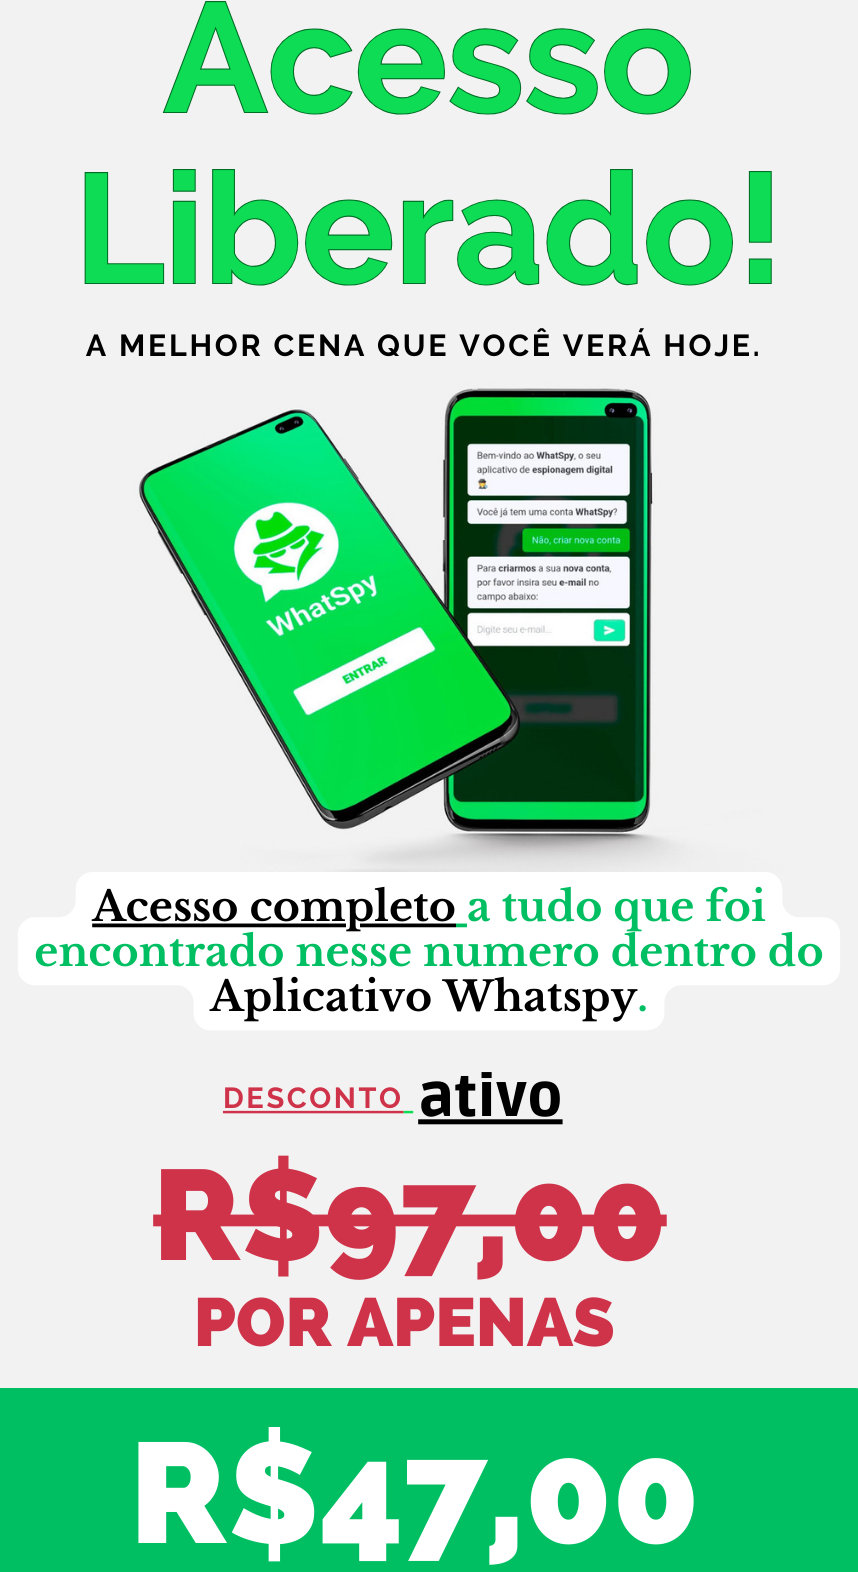 Acesso
Liberado!
A MELHOR CENA QUE VOCÊ VERÁ HOJE.
WhatSpy
ENTRAR
Bem-vindo ao WhatSpy, o seu
aplicativo de espionagem digital
Você já tem uma conta WhatSpy?
Não, criar nova conta
Para criarmos a sua nova conta,
por favor insira seu e-mail no
campo abaixo:
Digite seu e-mail...
Acesso completo a tudo que foi
encontrado nesse numero dentro do
Aplicativo Whatspy.
DESCONTO ativo
R$97,00
POR APENAS
R$47,00